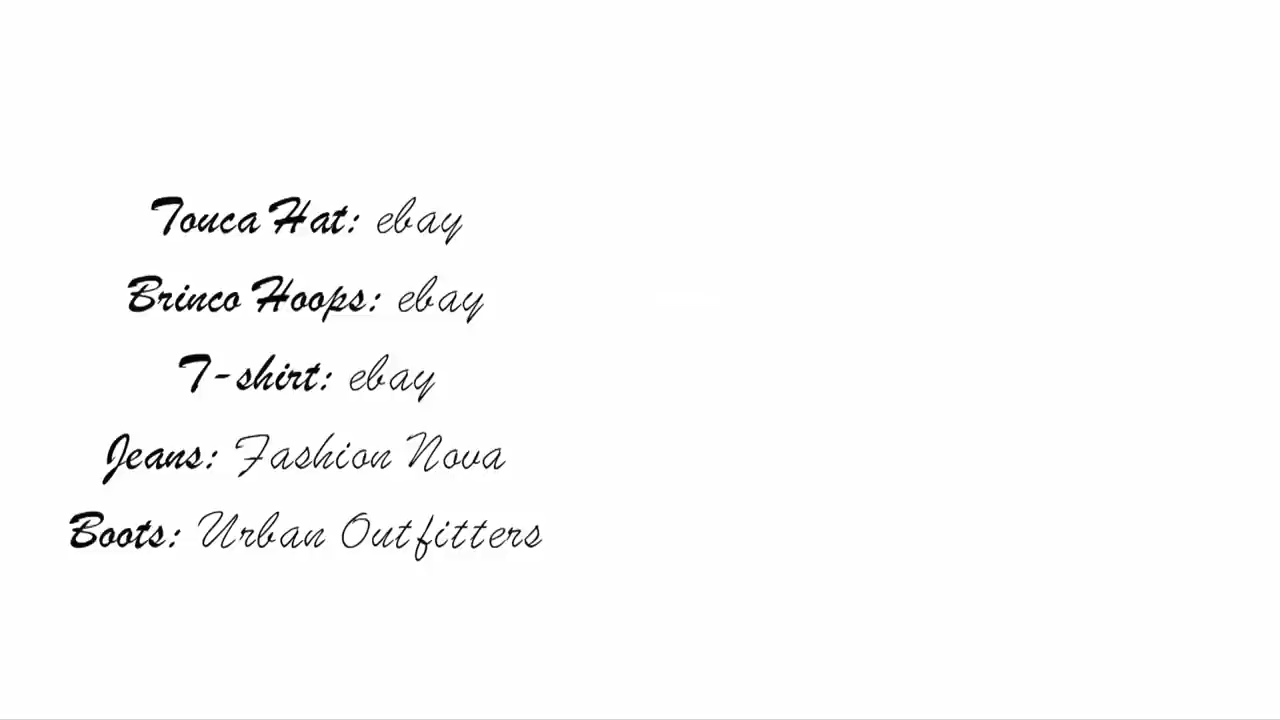 Touca Hat: ebay
Brinco Hoops: ebay
T-shirt: ebay
Jeans: Fashion Nova
Boots: Urban Outfitters